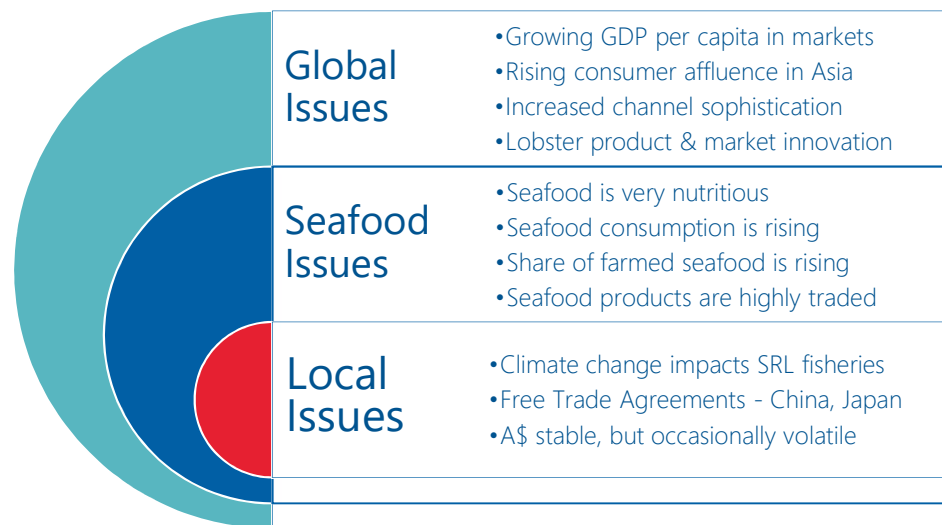 Global
Issues
•Growing GDP per capita in markets
•Rising consumer affluence in Asia
•Increased channel sophistication
•Lobster product & market innovation
Seafood
Issues
•Seafood is very nutritious
•Seafood consumption is rising
•Share of farmed seafood is rising
•Seafood products are highly traded
Local
Issues
•Climate change impacts SRL fisheries
•Free Trade Agreements - China, Japan
•A$ stable, but occasionally volatile